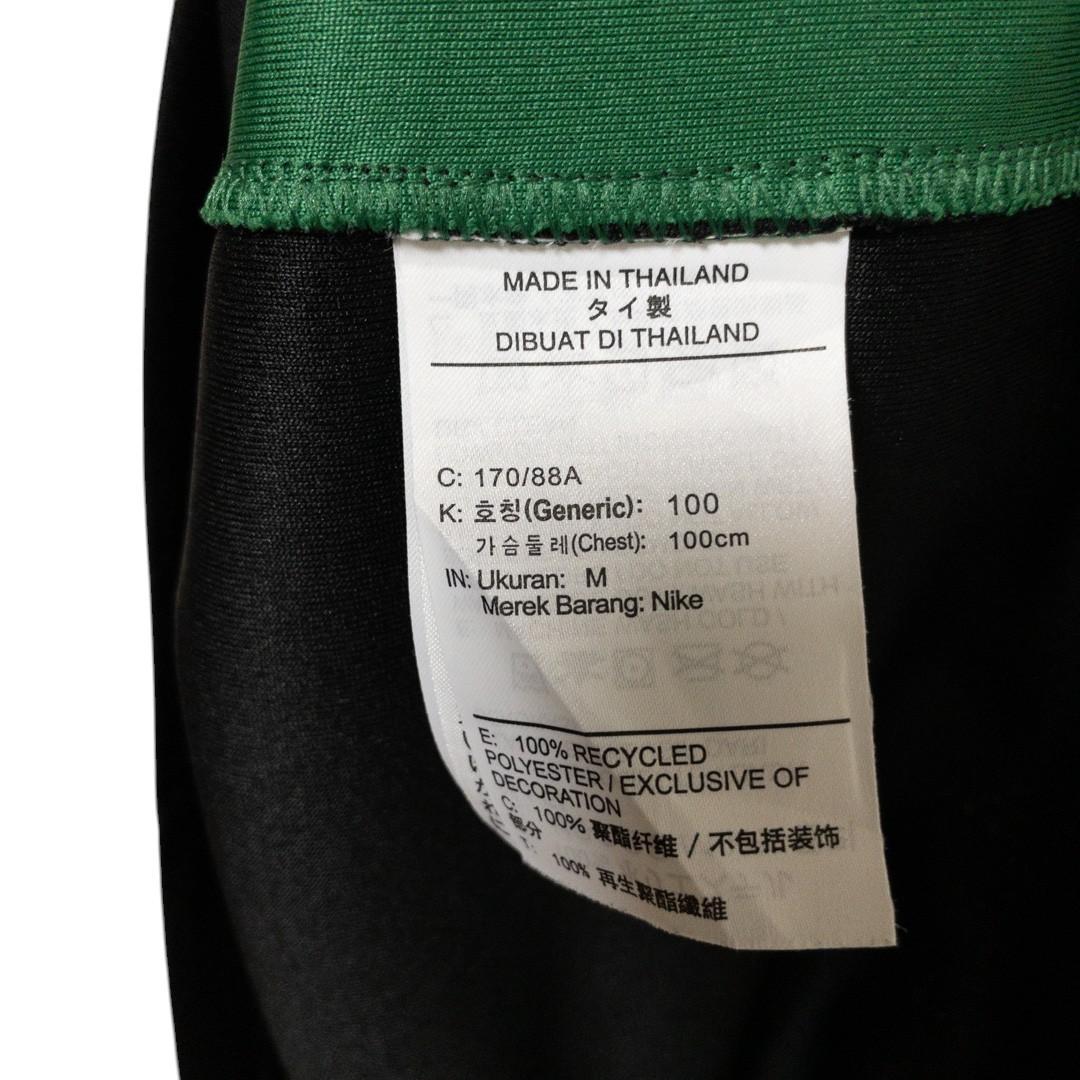 MADE IN THAILAND
タイ製
DIBUAT DI THAILAND
C: 170/88A
K: 호칭(Generic): 100
가슴둘레(Chest): 100cm
IN: Ukuran: M
Merek Barang: Nike
E: 100% RECYCLED
POLYESTER / EXCLUSIVE OF
DECORATION
C: 100% 聚酯纤维 / 不包括装饰
部分
T: 100% 再生聚酯纖維